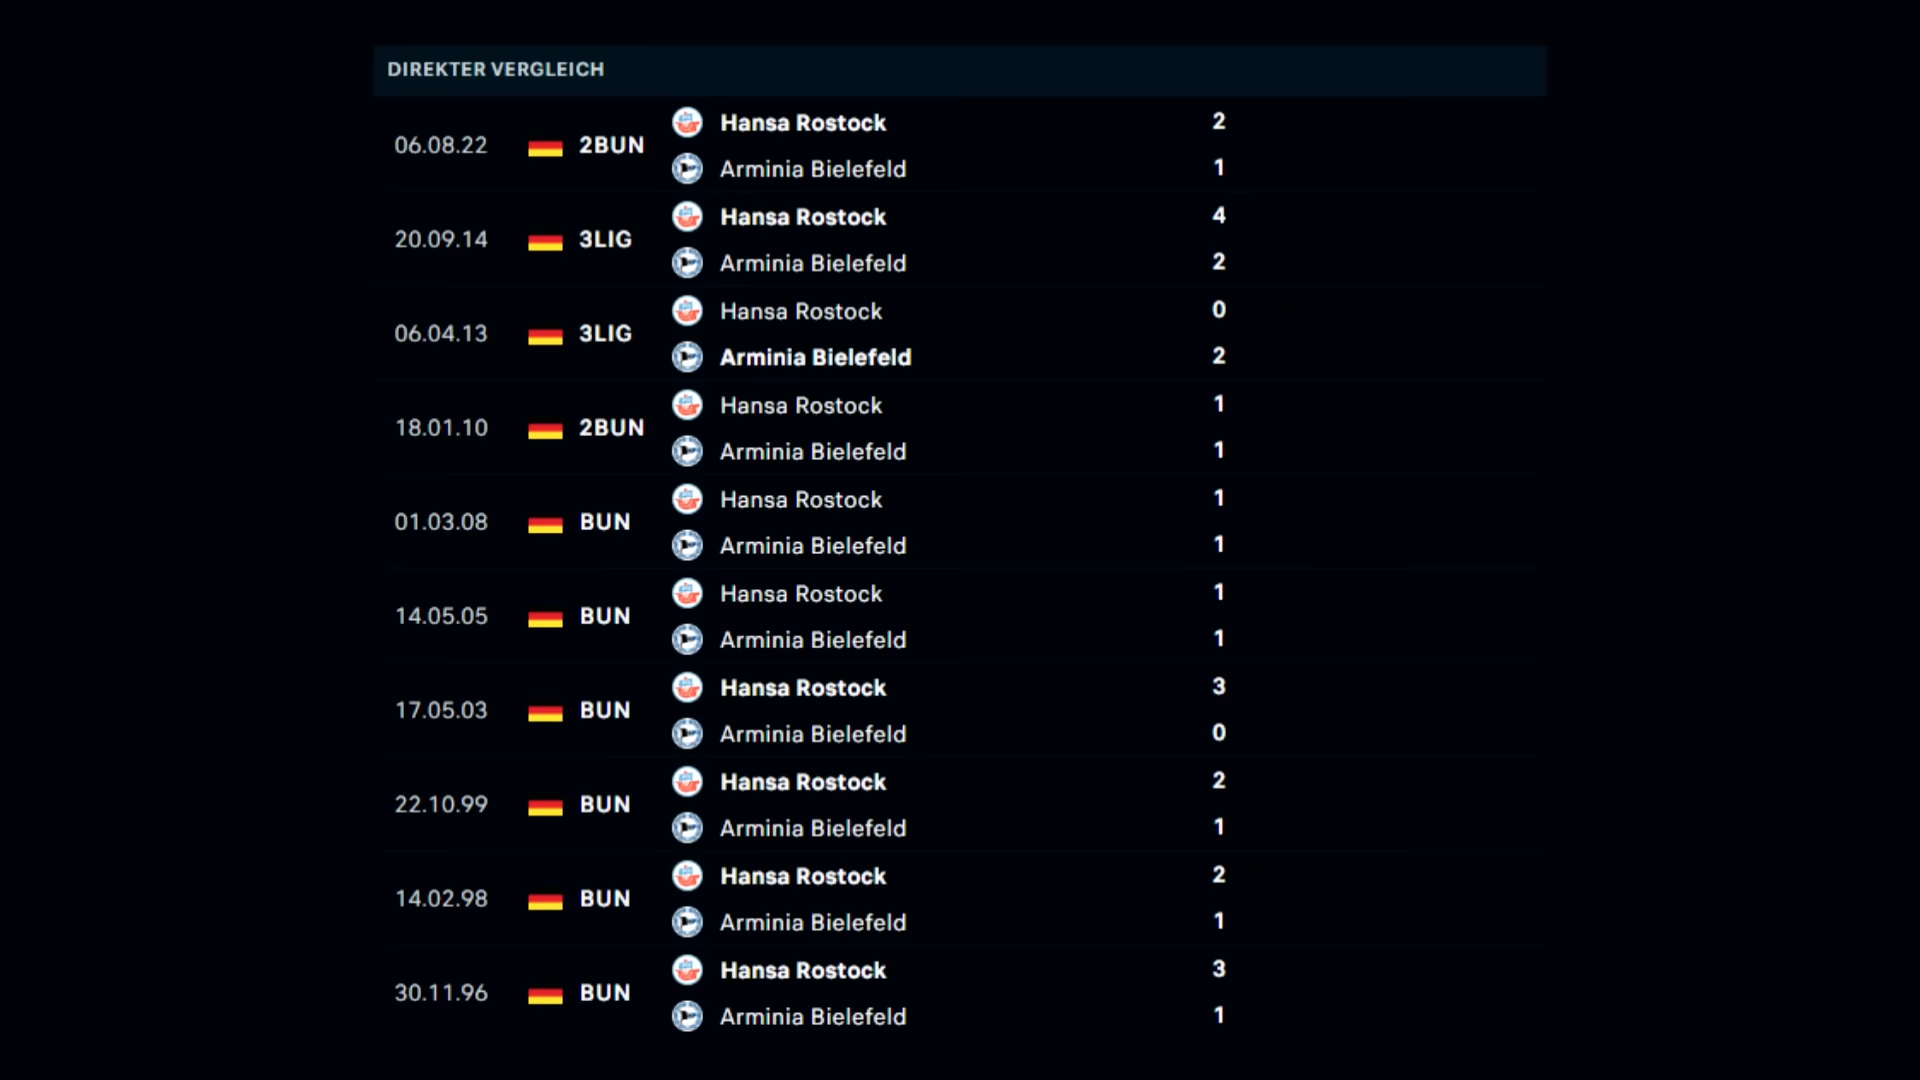 DIREKTER VERGLEICH
06.08.22 2BUN Hansa Rostock 2
Arminia Bielefeld 1
20.09.14 3LIG Hansa Rostock 4
Arminia Bielefeld 2
06.04.13 3LIG Hansa Rostock 0
Arminia Bielefeld 2
18.01.10 2BUN Hansa Rostock 1
Arminia Bielefeld 1
01.03.08 BUN Hansa Rostock 1
Arminia Bielefeld 1
14.05.05 BUN Hansa Rostock 1
Arminia Bielefeld 1
17.05.03 BUN Hansa Rostock 3
Arminia Bielefeld 0
22.10.99 BUN Hansa Rostock 2
Arminia Bielefeld 1
14.02.98 BUN Hansa Rostock 2
Arminia Bielefeld 1
30.11.96 BUN Hansa Rostock 3
Arminia Bielefeld 1